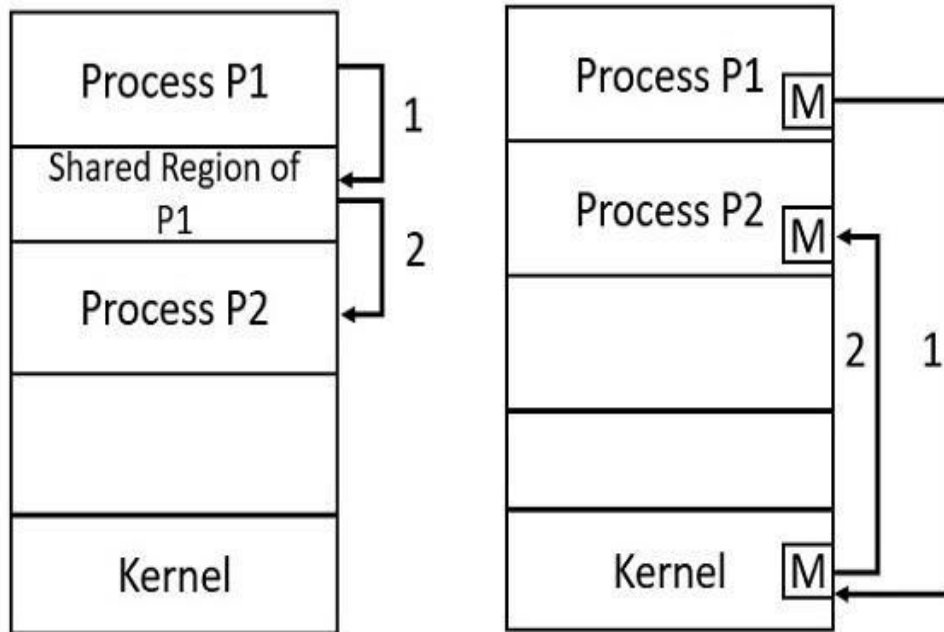 Process P1
1
Shared Region of
P1
2
Process P2
Kernel
Process P1
M
Process P2
M
2
1
Kernel
M